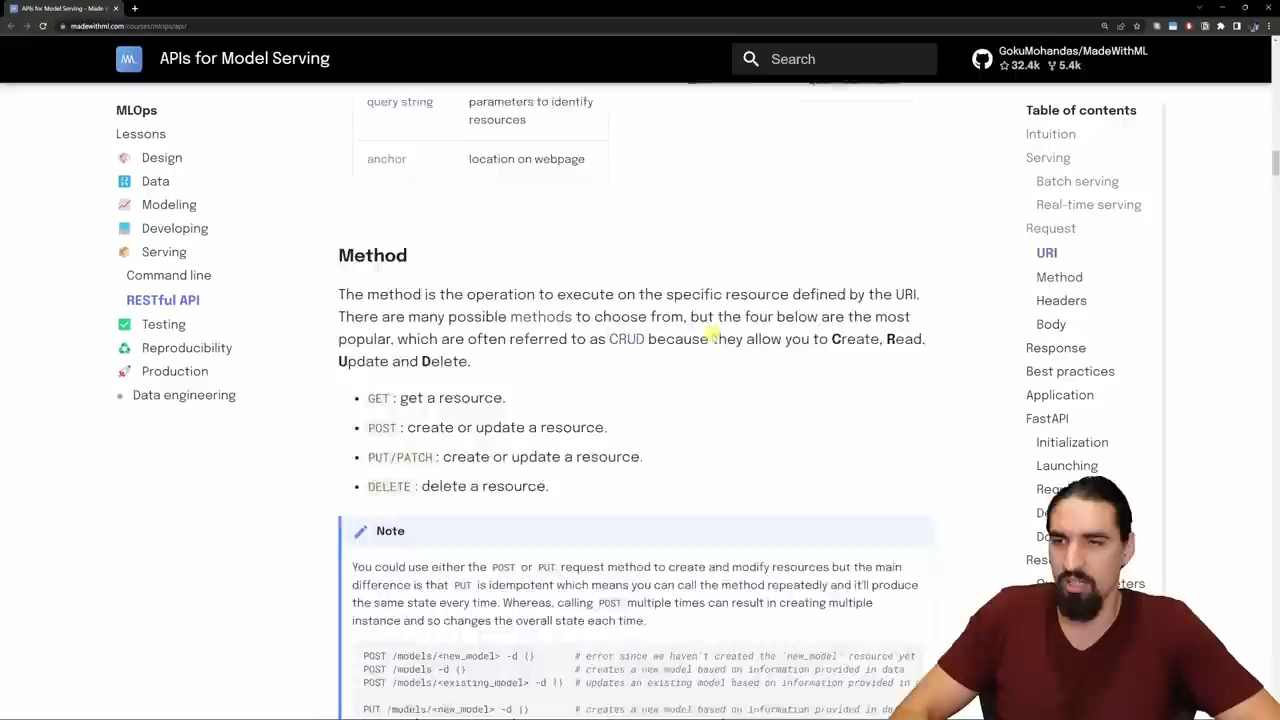 APIs for Model Serving - Made
madewithml.com/courses/mlops/api/
APIs for Model Serving
Search
GokuMohandas/MadeWithML
32.4k 5.4k
MLOps
Lessons
Design
Data
Modeling
Developing
Serving
Command line
RESTful API
Testing
Reproducibility
Production
Data engineering
query string
parameters to identify
resources
anchor
location on webpage
Method
The method is the operation to execute on the specific resource defined by the URI.
There are many possible methods to choose from, but the four below are the most
popular, which are often referred to as CRUD because they allow you to Create, Read,
Update and Delete.
GET : get a resource.
POST : create or update a resource.
PUT/PATCH : create or update a resource.
DELETE : delete a resource.
Note
You could use either the POST or PUT request method to create and modify resources but the main
difference is that PUT is idempotent which means you can call the method repeatedly and it'll produce
the same state every time. Whereas, calling POST multiple times can result in creating multiple
instance and so changes the overall state each time.
POST /models/<new_model> -d {} # error since we haven't created the `new_model` resource yet
POST /models -d {} # creates a new model based on information provided in data
POST /models/<existing_model> -d {} # updates an existing model based on information provided in
PUT /models/<new_model> -d {} # creates a new model based on information provided in da
Table of contents
Intuition
Serving
Batch serving
Real-time serving
Request
URI
Method
Headers
Body
Response
Best practices
Application
FastAPI
Initialization
Launching